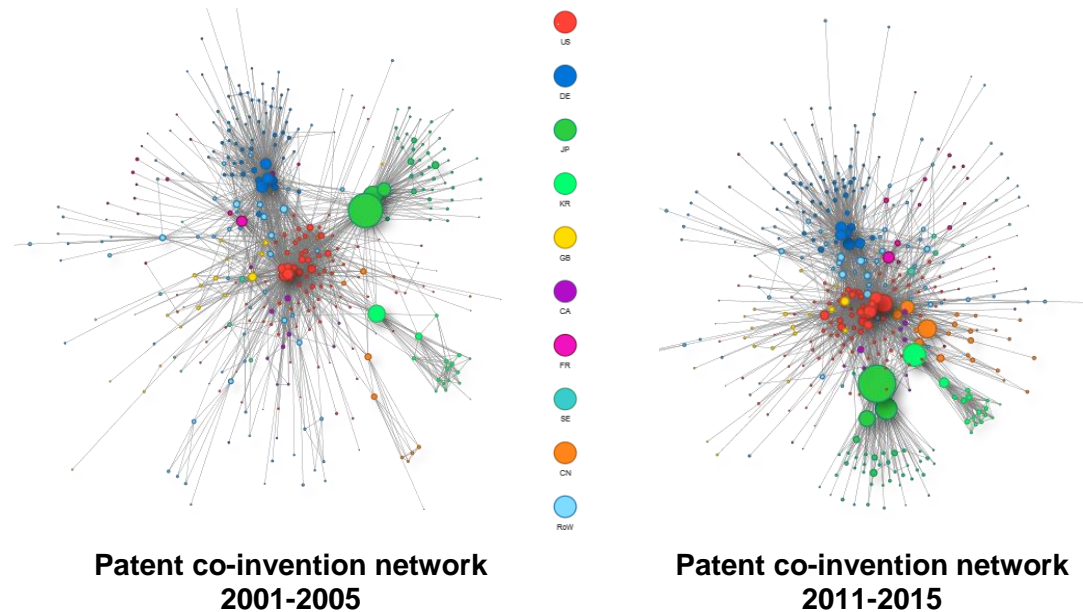 US
DE
JP
KR
GB
CA
FR
SE
CN
RoW
Patent co-invention network
2001-2005
Patent co-invention network
2011-2015